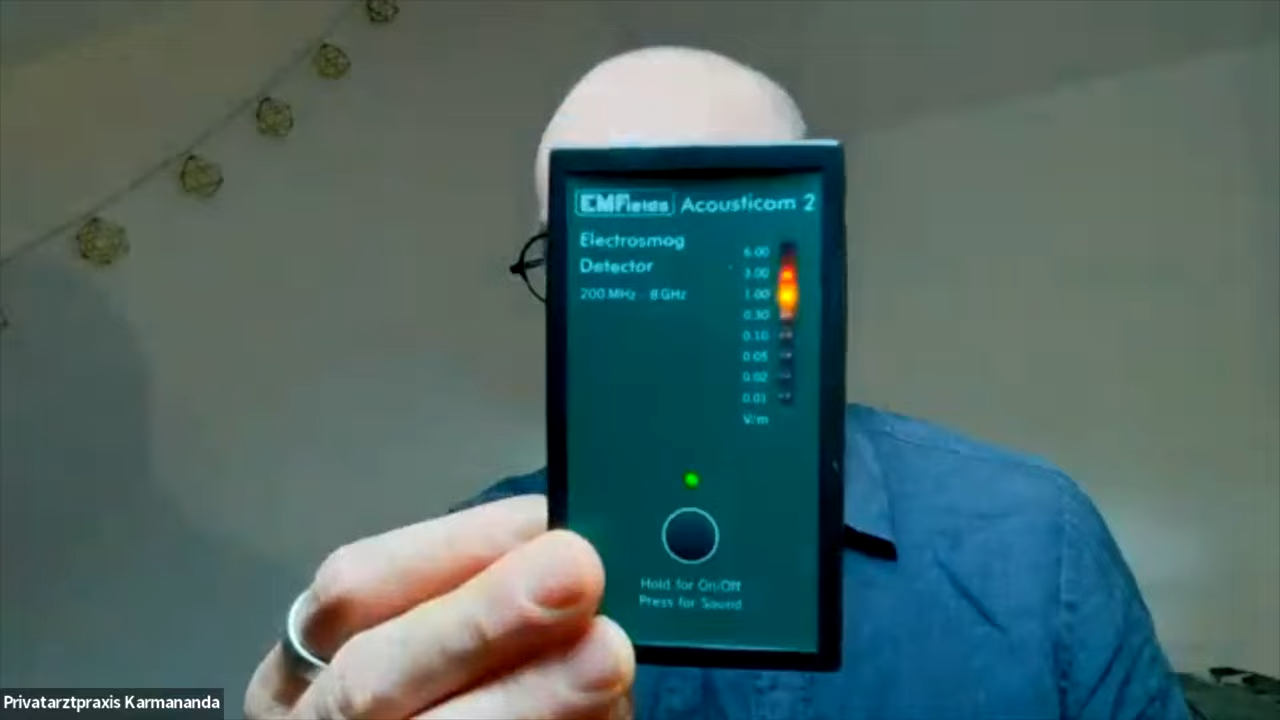 EMFields Acousticom 2
Electrosmog
Detector
200 MHz - 8 GHz
6.00
3.00
1.00
0.30
0.10
0.05
0.02
0.01
V/m
Hold for On/Off
Press for Sound
Privatarztpraxis Karmananda